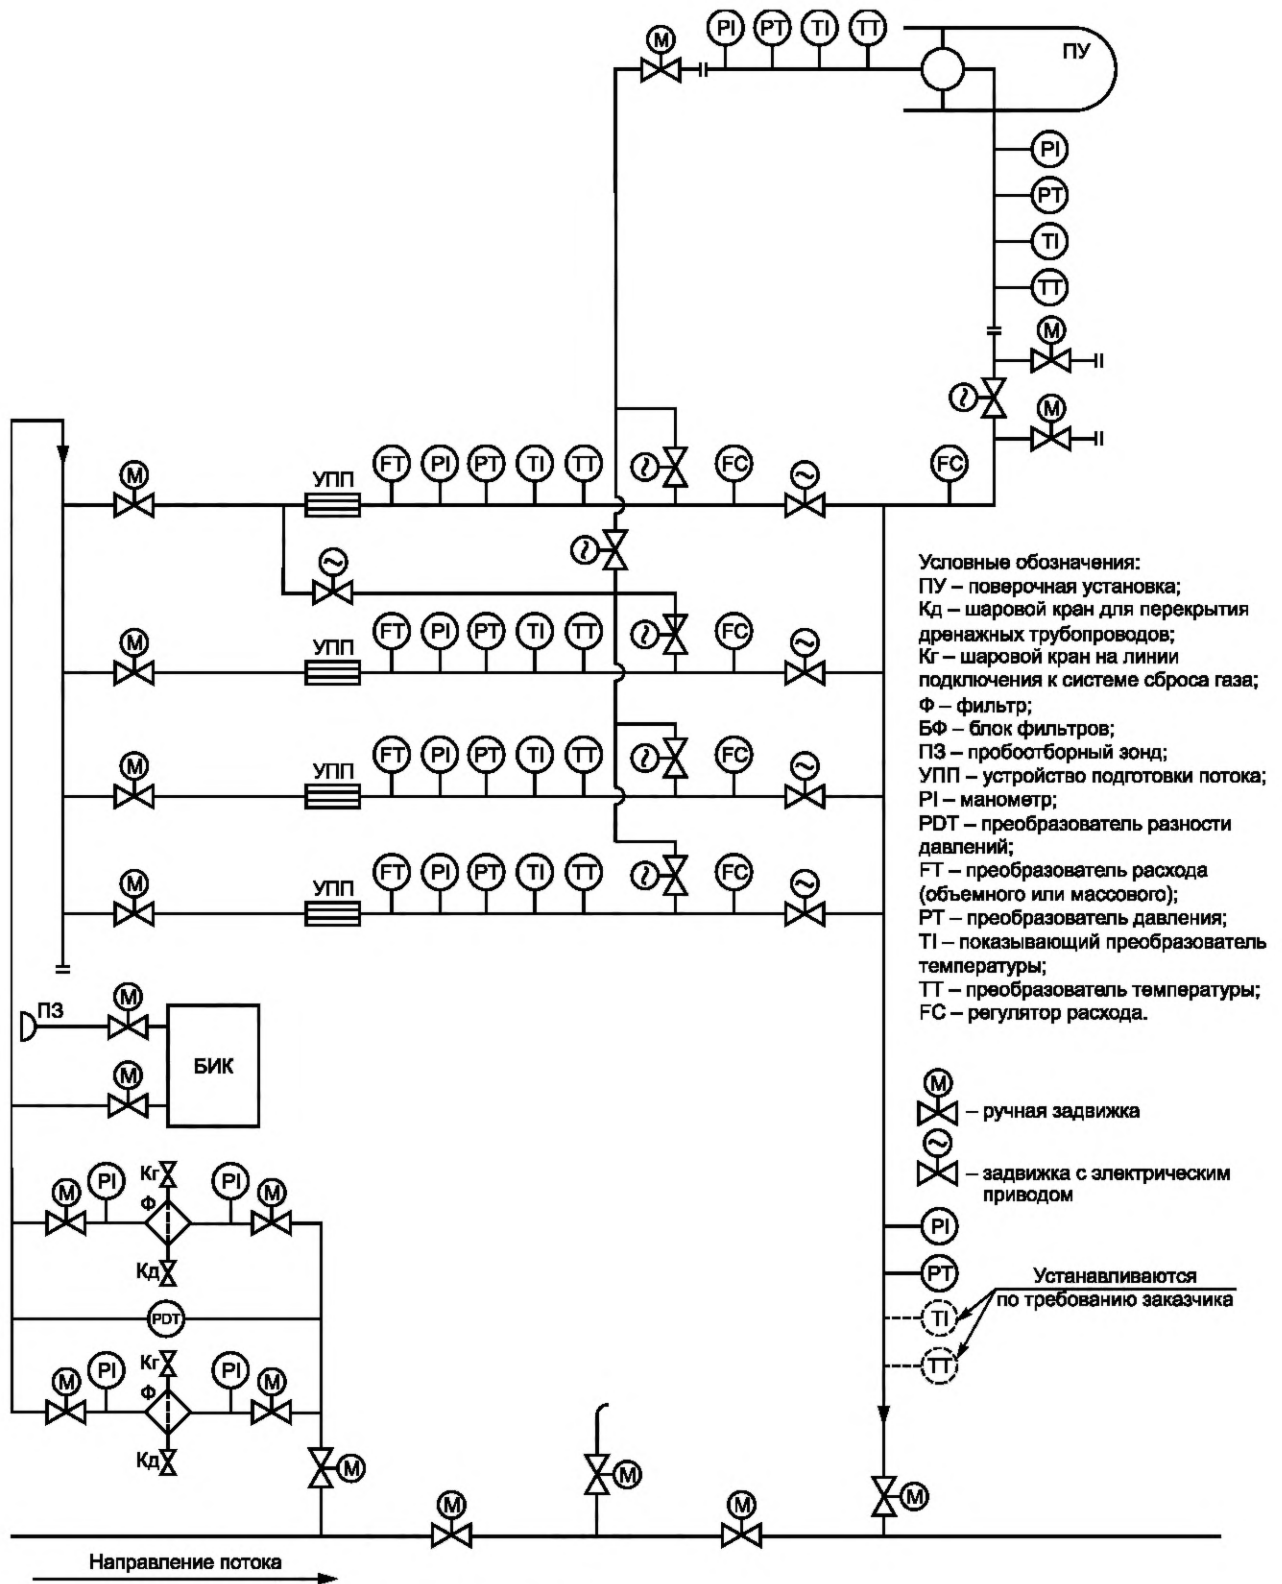 M
PI PT TI TT
ПУ
PI
PT
TI
TT
M
M
M
УПП
FT PI PT TI TT
FC
FC
M
УПП
FT PI PT TI TT
FC
M
УПП
FT PI PT TI TT
FC
M
УПП
FT PI PT TI TT
FC
Условные обозначения:
ПУ – поверочная установка;
Кд – шаровой кран для перекрытия
дренажных трубопроводов;
Кг – шаровой кран на линии
подключения к системе сброса газа;
Ф – фильтр;
БФ – блок фильтров;
ПЗ – пробоотборный зонд;
УПП – устройство подготовки потока;
PI – манометр;
PDT – преобразователь разности
давлений;
FT – преобразователь расхода
(объемного или массового);
PT – преобразователь давления;
TI – показывающий преобразователь
температуры;
TT – преобразователь температуры;
FC – регулятор расхода.
M
– ручная задвижка
– задвижка с электрическим
приводом
ПЗ
M
БИК
M
M
PI
Кг
Ф
PI
M
Кд
PDT
M
PI
Кг
Ф
PI
M
Кд
PI
PT
TI
TT
Устанавливаются
по требованию заказчика
M
M
M
M
M
Направление потока